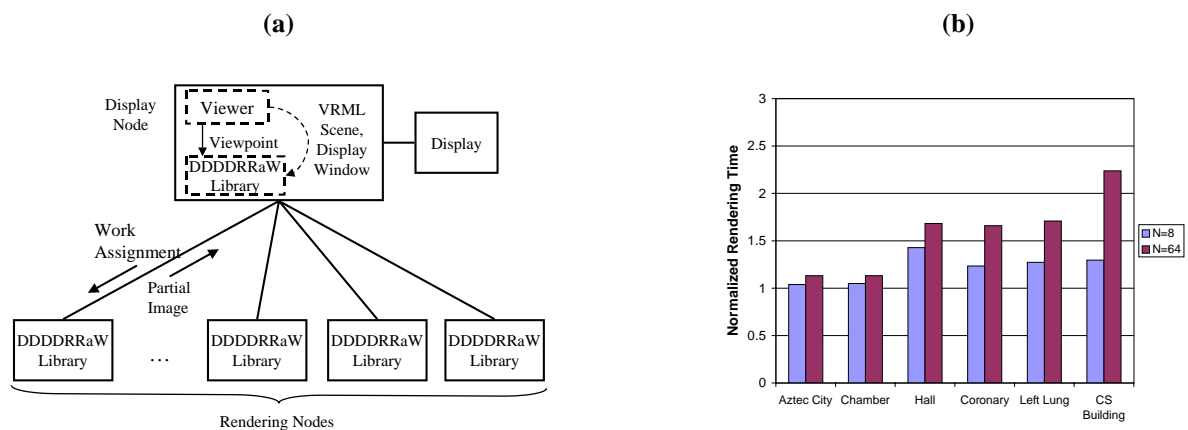 (a)
Display
Node
Viewer
Viewpoint
DDDDRRaW
Library
VRML
Scene,
Display
Window
Display
Work
Assignment
Partial
Image
DDDDRRaW
Library
...
DDDDRRaW
Library
DDDDRRaW
Library
DDDDRRaW
Library
Rendering Nodes
(b)
Normalized Rendering Time
3
2.5
2
1.5
1
0.5
0
Aztec City
Chamber
Hall
Coronary
Left Lung
CS
Building
N=8
N=64